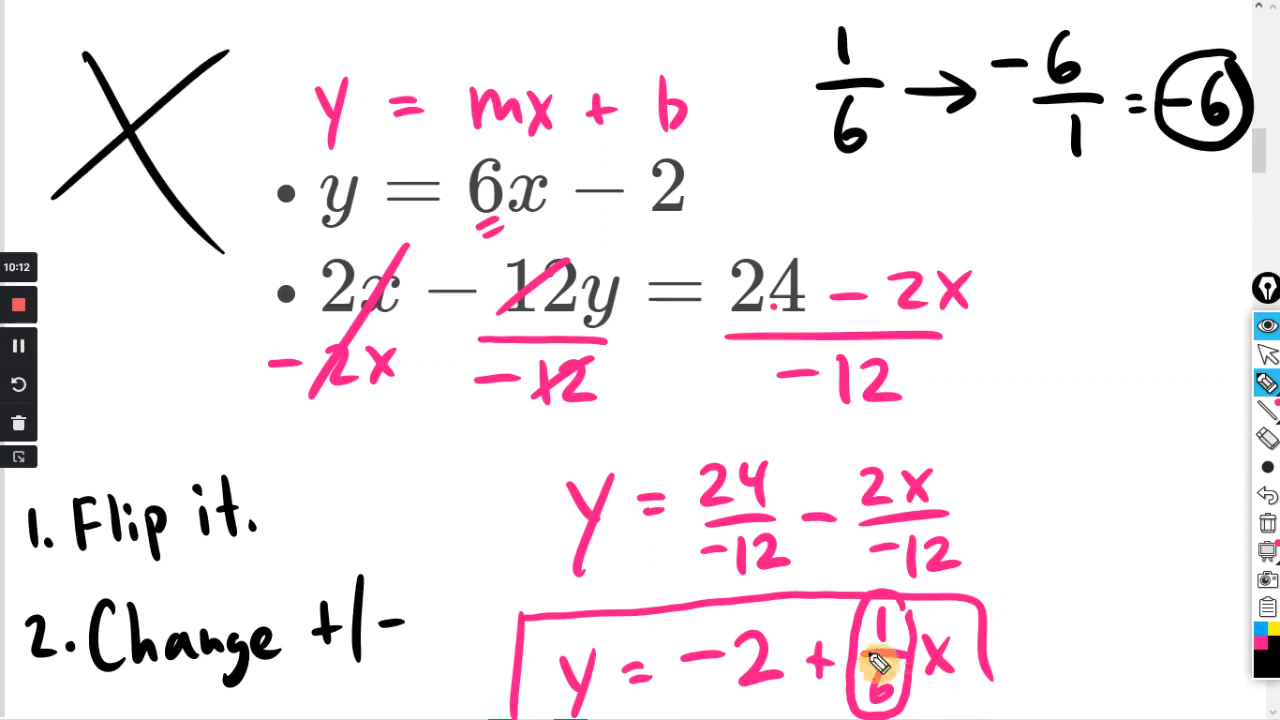 1/6 → -6/1 = -6
y = mx + b
• y = 6x − 2
• 2x − 12y = 24 - 2x
-2x -12 -12
10:12
y = 24/-12 - 2x/-12
1. Flip it.
2. Change +/-
y = -2 + 1/6 x